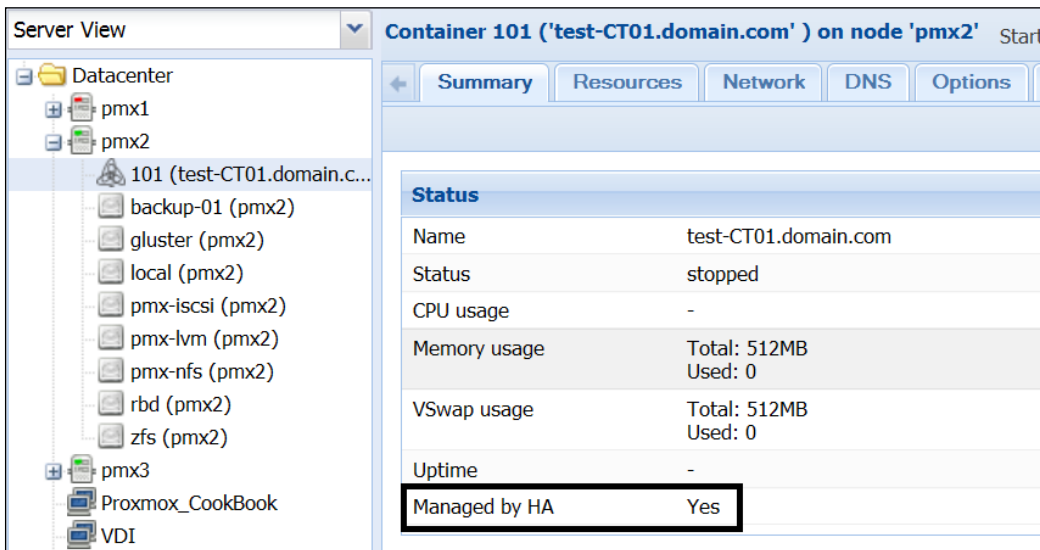 Server View
Datacenter
pmx1
pmx2
101 (test-CT01.domain.c...
backup-01 (pmx2)
gluster (pmx2)
local (pmx2)
pmx-iscsi (pmx2)
pmx-lvm (pmx2)
pmx-nfs (pmx2)
rbd (pmx2)
zfs (pmx2)
pmx3
Proxmox_CookBook
VDI
Container 101 ('test-CT01.domain.com' ) on node 'pmx2' Start
Summary Resources Network DNS Options
Status
Name test-CT01.domain.com
Status stopped
CPU usage -
Memory usage Total: 512MB
Used: 0
VSwap usage Total: 512MB
Used: 0
Uptime -
Managed by HA Yes